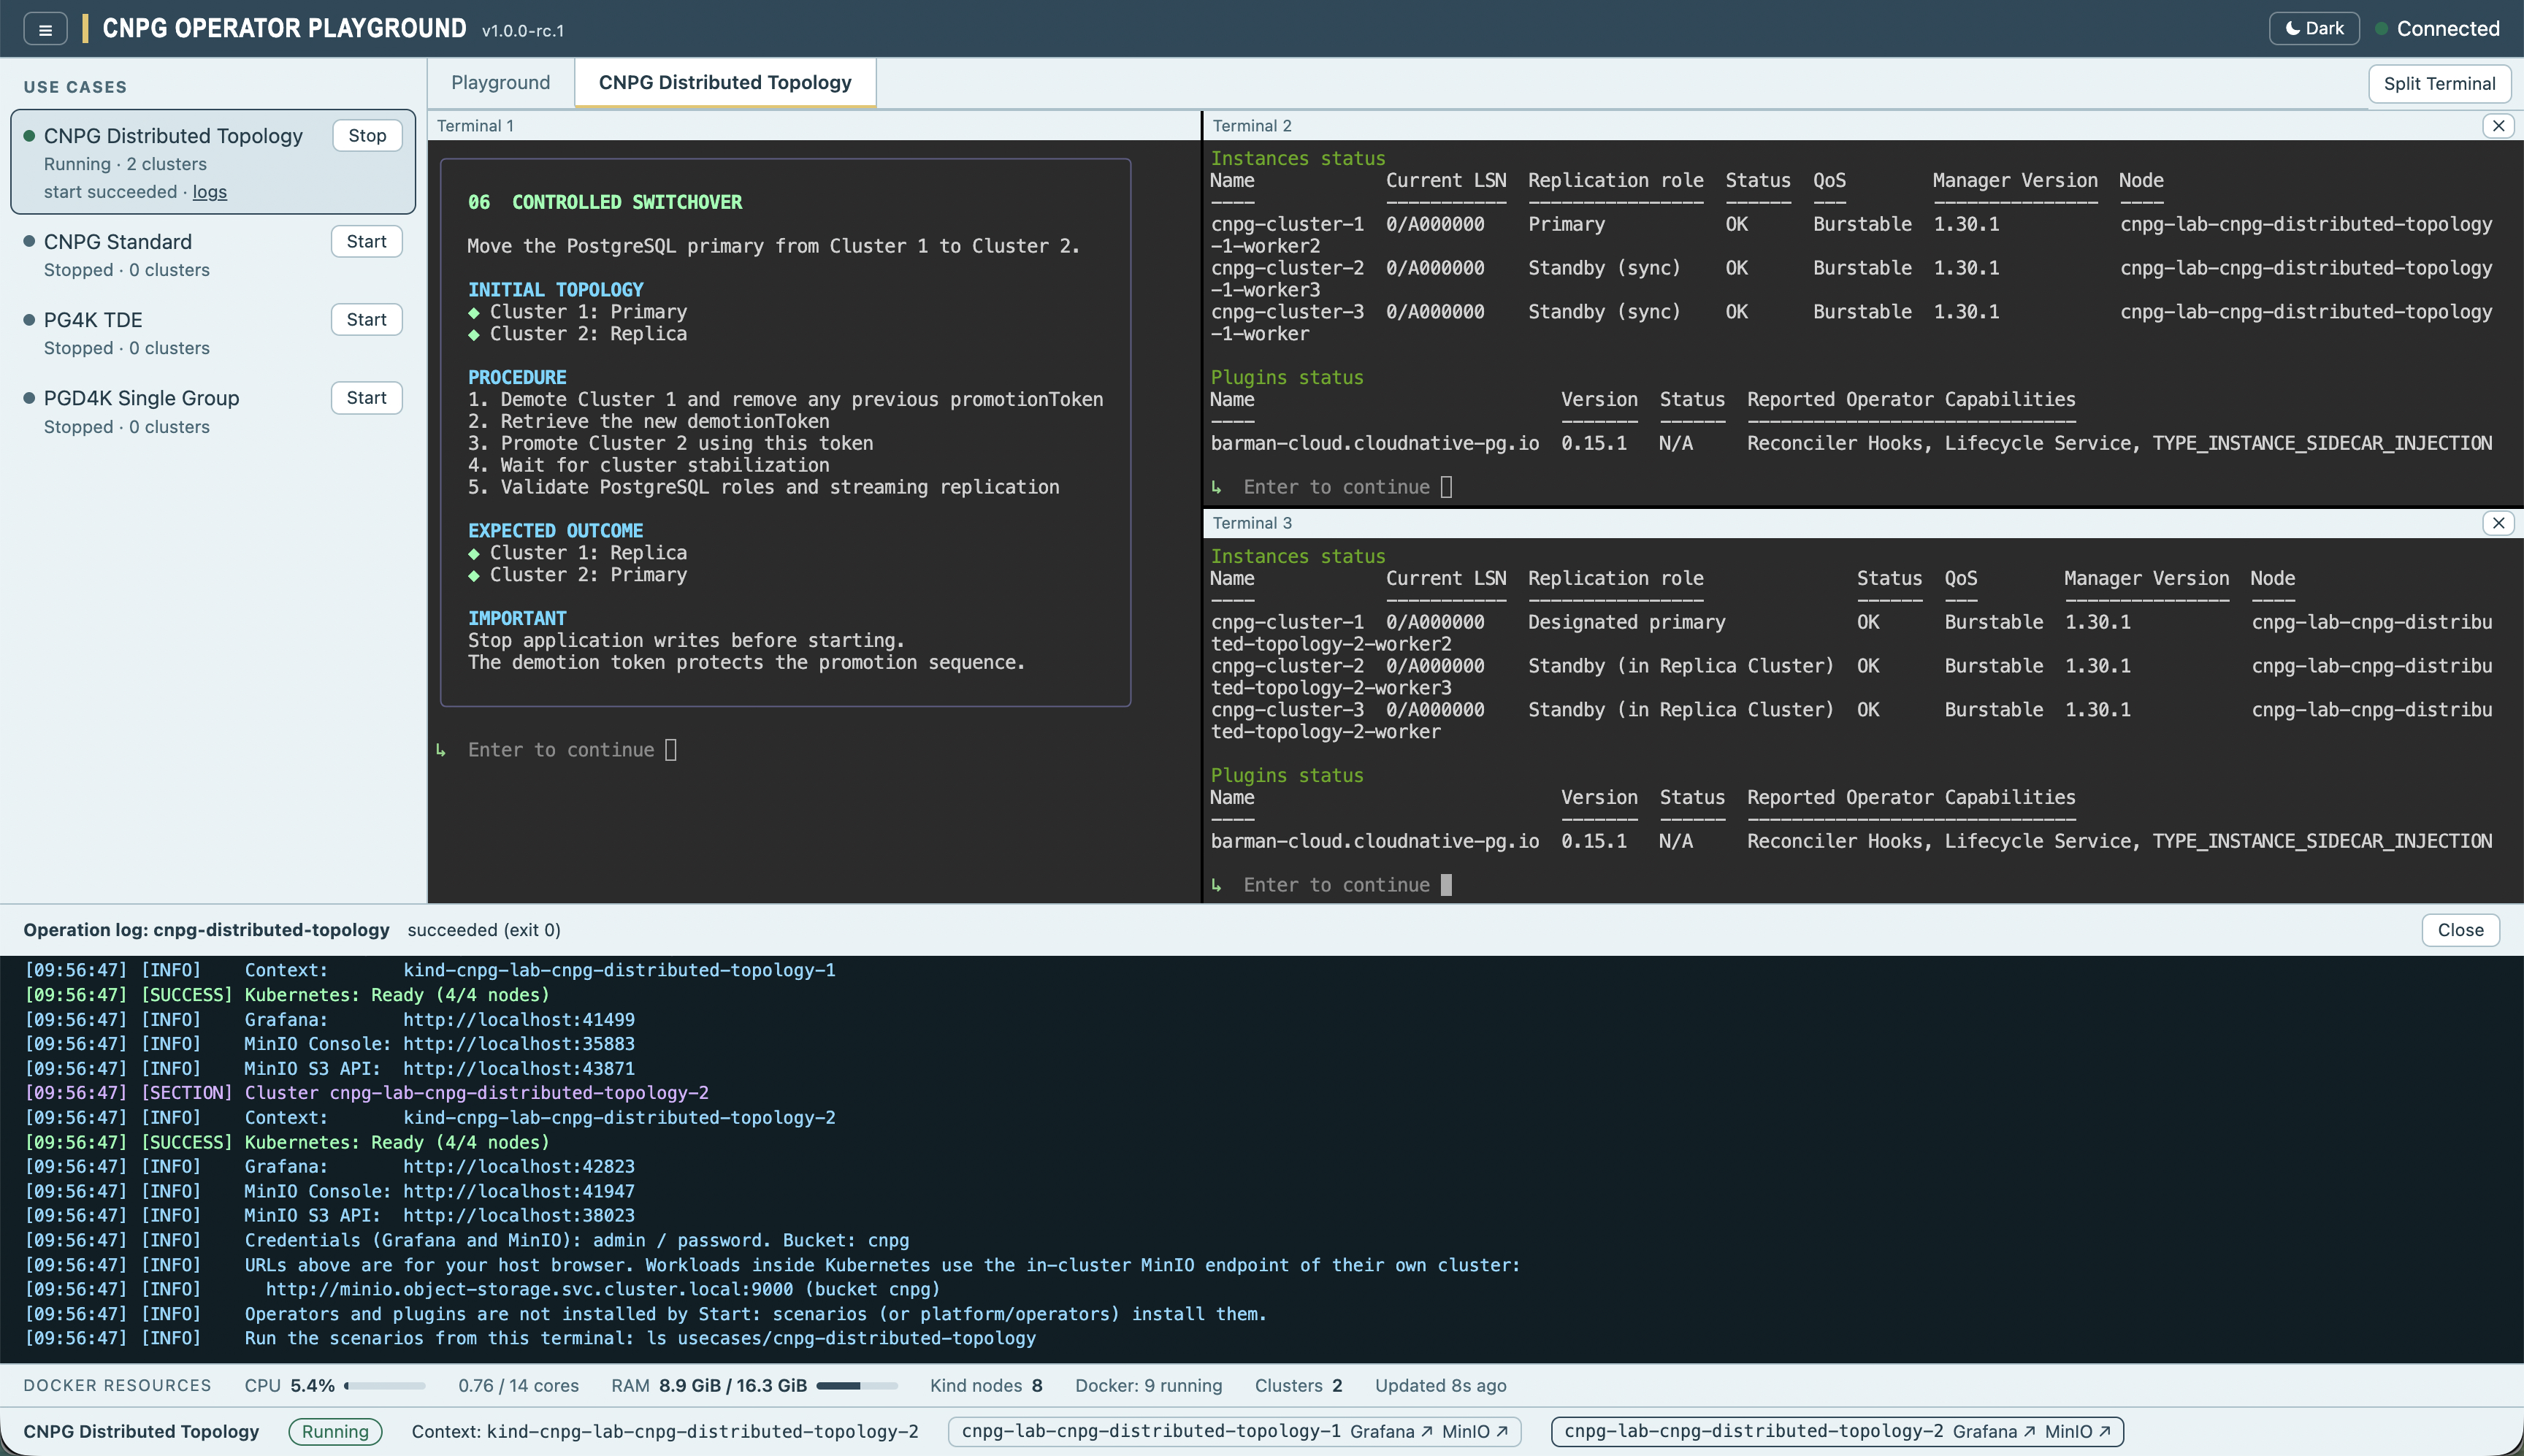 ☰ CNPG OPERATOR PLAYGROUND v1.0.0-rc.1
Dark Connected
USE CASES
CNPG Distributed Topology Stop
Running · 2 clusters
start succeeded · logs
CNPG Standard Start
Stopped · 0 clusters
PG4K TDE Start
Stopped · 0 clusters
PGD4K Single Group Start
Stopped · 0 clusters
Playground CNPG Distributed Topology Split Terminal
Terminal 1
06 CONTROLLED SWITCHOVER
Move the PostgreSQL primary from Cluster 1 to Cluster 2.
INITIAL TOPOLOGY
◆ Cluster 1: Primary
◆ Cluster 2: Replica
PROCEDURE
1. Demote Cluster 1 and remove any previous promotionToken
2. Retrieve the new demotionToken
3. Promote Cluster 2 using this token
4. Wait for cluster stabilization
5. Validate PostgreSQL roles and streaming replication
EXPECTED OUTCOME
◆ Cluster 1: Replica
◆ Cluster 2: Primary
IMPORTANT
Stop application writes before starting.
The demotion token protects the promotion sequence.
↳ Enter to continue
Terminal 2 ×
Instances status
Name Current LSN Replication role Status QoS Manager Version Node
---- ----------- ---------------- ------ --- --------------- ----
cnpg-cluster-1 0/A000000 Primary OK Burstable 1.30.1 cnpg-lab-cnpg-distributed-topology
-1-worker2
cnpg-cluster-2 0/A000000 Standby (sync) OK Burstable 1.30.1 cnpg-lab-cnpg-distributed-topology
-1-worker3
cnpg-cluster-3 0/A000000 Standby (sync) OK Burstable 1.30.1 cnpg-lab-cnpg-distributed-topology
-1-worker
Plugins status
Name Version Status Reported Operator Capabilities
---- ------- ------ ------------------------------
barman-cloud.cloudnative-pg.io 0.15.1 N/A Reconciler Hooks, Lifecycle Service, TYPE_INSTANCE_SIDECAR_INJECTION
↳ Enter to continue
Terminal 3 ×
Instances status
Name Current LSN Replication role Status QoS Manager Version Node
---- ----------- ---------------- ------ --- --------------- ----
cnpg-cluster-1 0/A000000 Designated primary OK Burstable 1.30.1 cnpg-lab-cnpg-distribu
ted-topology-2-worker2
cnpg-cluster-2 0/A000000 Standby (in Replica Cluster) OK Burstable 1.30.1 cnpg-lab-cnpg-distribu
ted-topology-2-worker3
cnpg-cluster-3 0/A000000 Standby (in Replica Cluster) OK Burstable 1.30.1 cnpg-lab-cnpg-distribu
ted-topology-2-worker
Plugins status
Name Version Status Reported Operator Capabilities
---- ------- ------ ------------------------------
barman-cloud.cloudnative-pg.io 0.15.1 N/A Reconciler Hooks, Lifecycle Service, TYPE_INSTANCE_SIDECAR_INJECTION
↳ Enter to continue
Operation log: cnpg-distributed-topology succeeded (exit 0) Close
[09:56:47] [INFO] Context: kind-cnpg-lab-cnpg-distributed-topology-1
[09:56:47] [SUCCESS] Kubernetes: Ready (4/4 nodes)
[09:56:47] [INFO] Grafana: http://localhost:41499
[09:56:47] [INFO] MinIO Console: http://localhost:35883
[09:56:47] [INFO] MinIO S3 API: http://localhost:43871
[09:56:47] [SECTION] Cluster cnpg-lab-cnpg-distributed-topology-2
[09:56:47] [INFO] Context: kind-cnpg-lab-cnpg-distributed-topology-2
[09:56:47] [SUCCESS] Kubernetes: Ready (4/4 nodes)
[09:56:47] [INFO] Grafana: http://localhost:42823
[09:56:47] [INFO] MinIO Console: http://localhost:41947
[09:56:47] [INFO] MinIO S3 API: http://localhost:38023
[09:56:47] [INFO] Credentials (Grafana and MinIO): admin / password. Bucket: cnpg
[09:56:47] [INFO] URLs above are for your host browser. Workloads inside Kubernetes use the in-cluster MinIO endpoint of their own cluster:
[09:56:47] [INFO] http://minio.object-storage.svc.cluster.local:9000 (bucket cnpg)
[09:56:47] [INFO] Operators and plugins are not installed by Start: scenarios (or platform/operators) install them.
[09:56:47] [INFO] Run the scenarios from this terminal: ls usecases/cnpg-distributed-topology
DOCKER RESOURCES CPU 5.4% 0.76 / 14 cores RAM 8.9 GiB / 16.3 GiB Kind nodes 8 Docker: 9 running Clusters 2 Updated 8s ago
CNPG Distributed Topology Running Context: kind-cnpg-lab-cnpg-distributed-topology-2 cnpg-lab-cnpg-distributed-topology-1 Grafana ↗ MinIO ↗ cnpg-lab-cnpg-distributed-topology-2 Grafana ↗ MinIO ↗